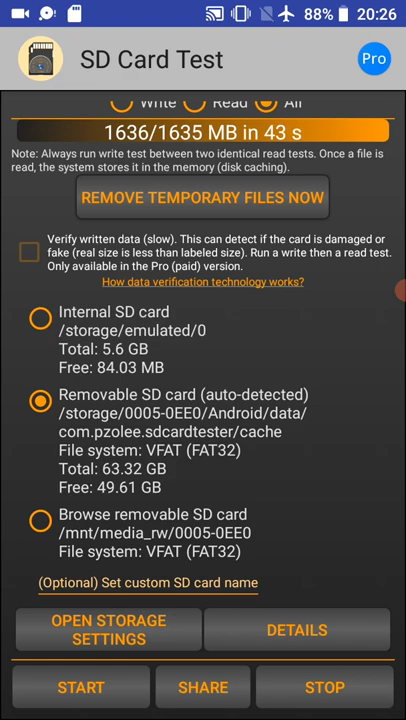 88% 20:26
SD Card Test
Pro
Write Read All
1636/1635 MB in 43 s
Note: Always run write test between two identical read tests. Once a file is
read, the system stores it in the memory (disk caching).
REMOVE TEMPORARY FILES NOW
Verify written data (slow). This can detect if the card is damaged or
fake (real size is less than labeled size). Run a write then a read test.
Only available in the Pro (paid) version.
How data verification technology works?
Internal SD card
/storage/emulated/0
Total: 5.6 GB
Free: 84.03 MB
Removable SD card (auto-detected)
/storage/0005-0EE0/Android/data/
com.pzolee.sdcardtester/cache
File system: VFAT (FAT32)
Total: 63.32 GB
Free: 49.61 GB
Browse removable SD card
/mnt/media_rw/0005-0EE0
File system: VFAT (FAT32)
(Optional) Set custom SD card name
OPEN STORAGE
SETTINGS
DETAILS
START
SHARE
STOP